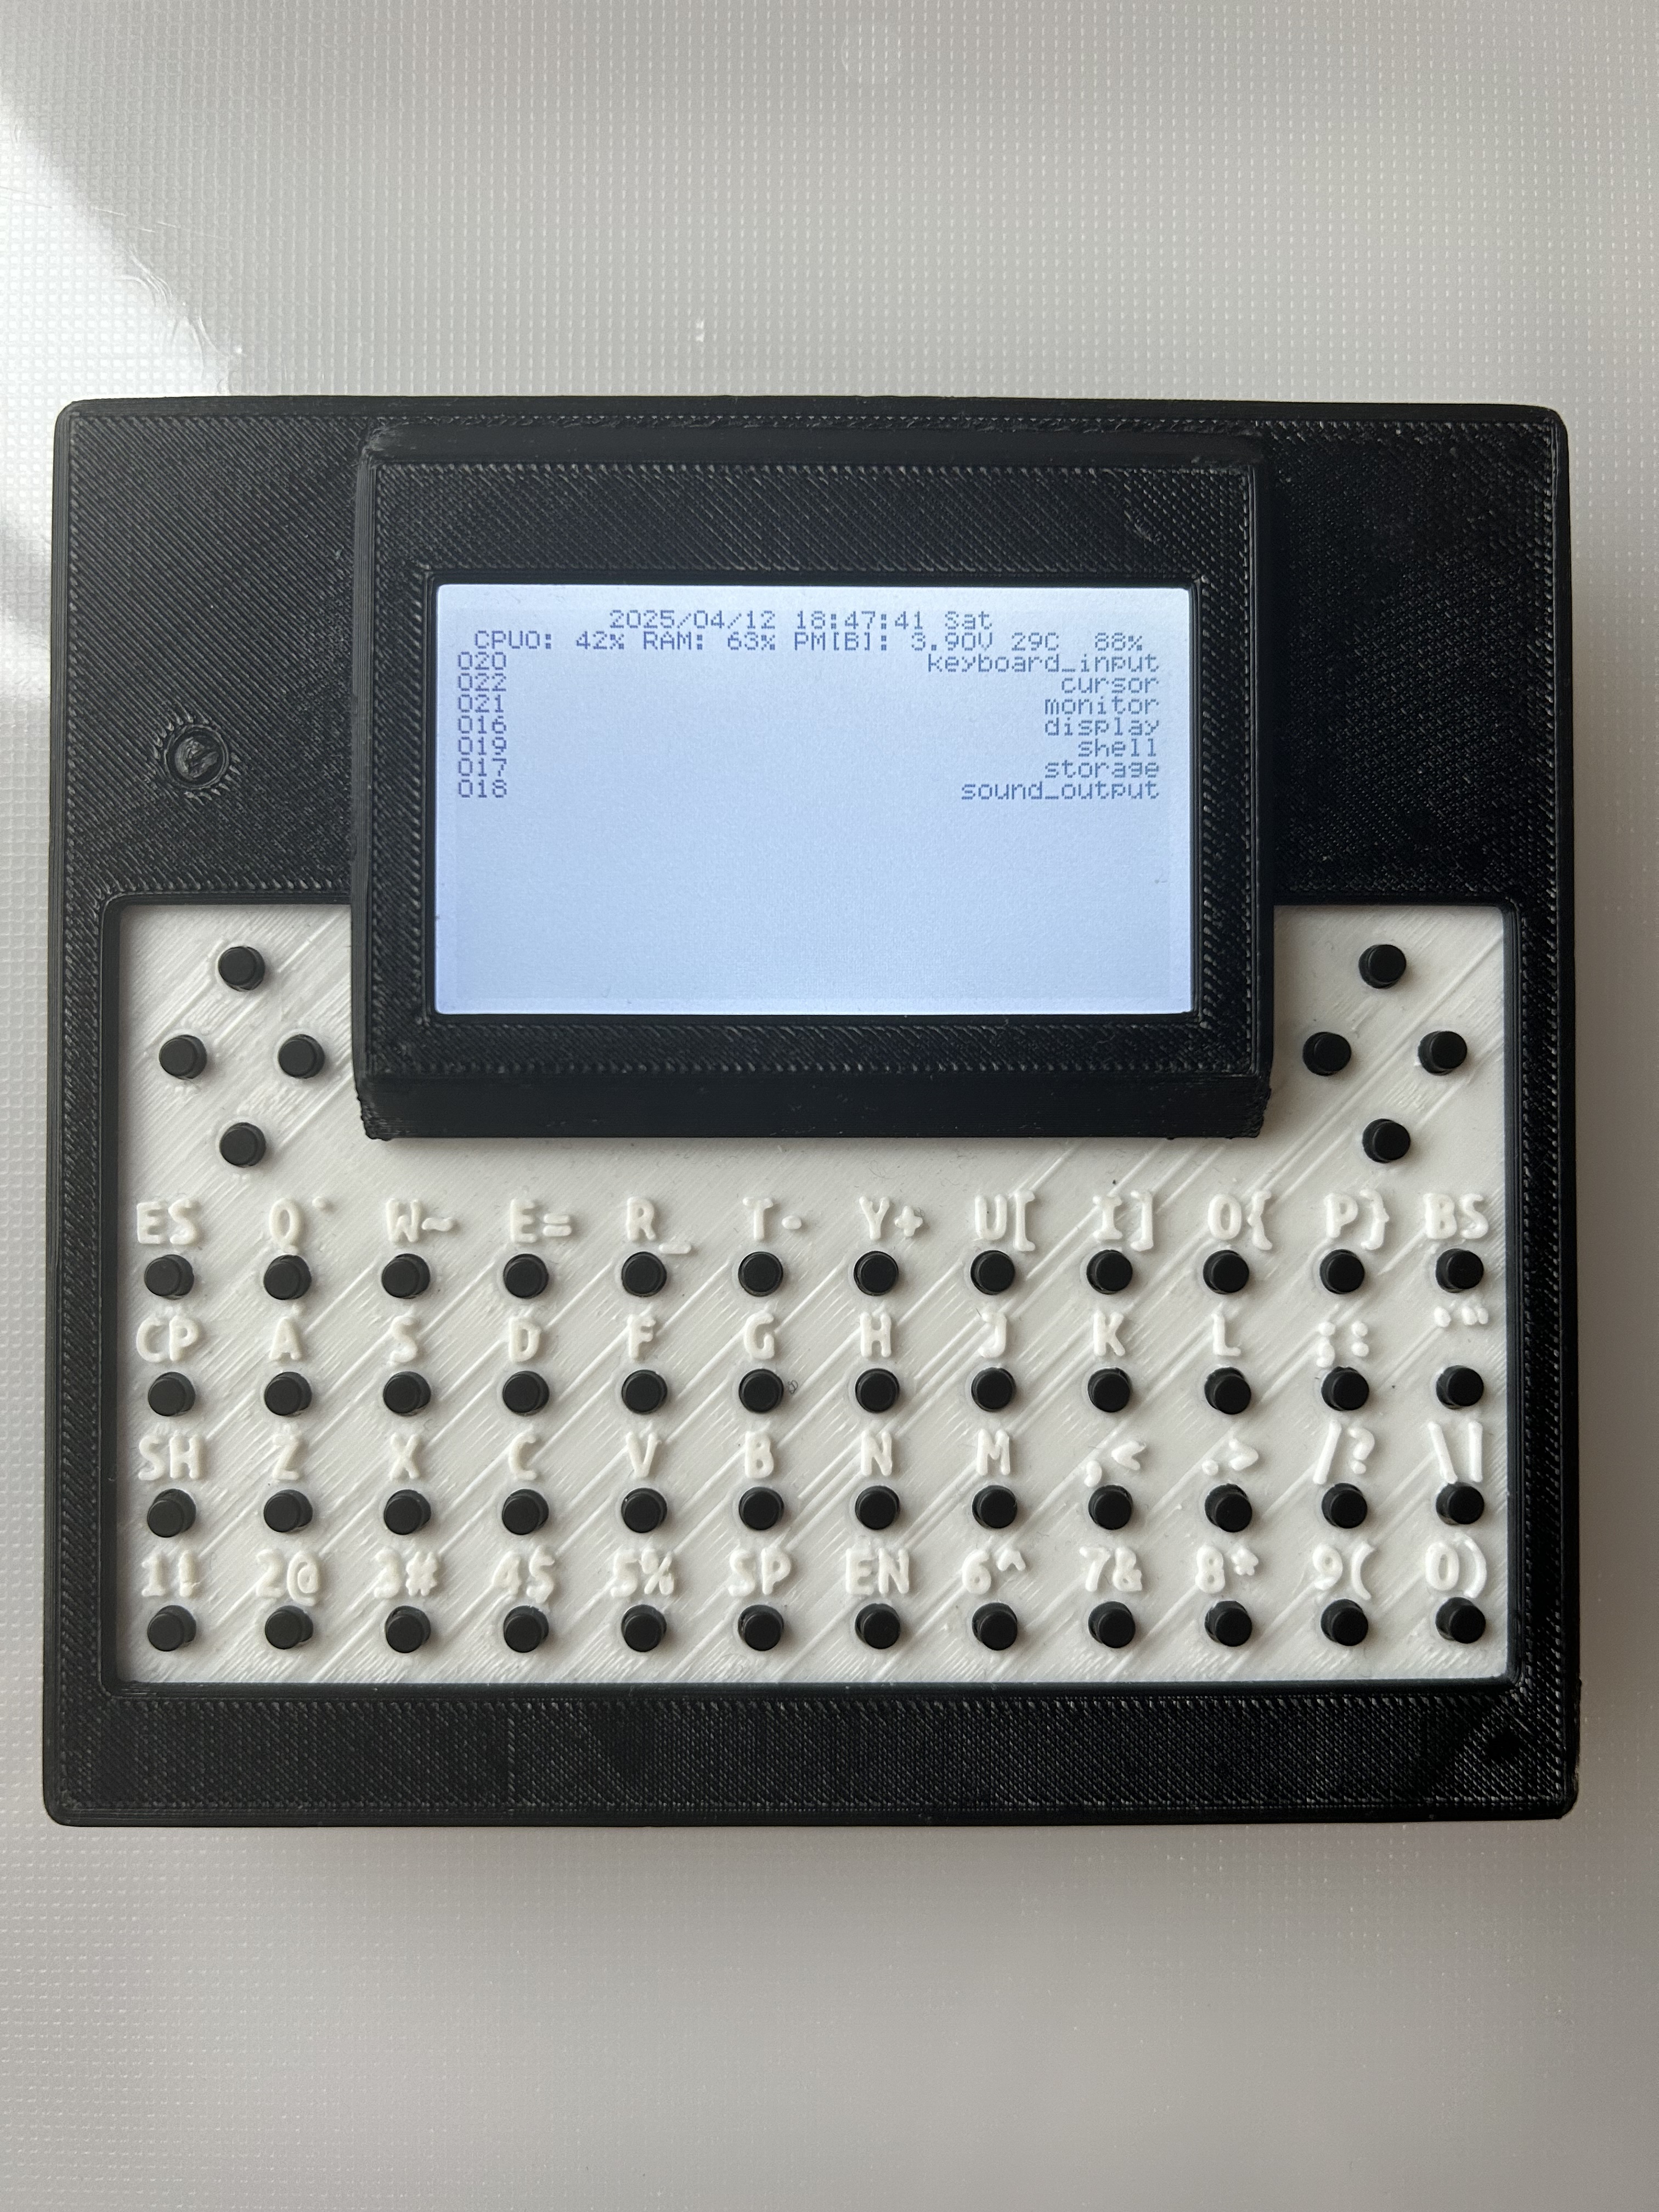 2025/04/12 18:47:41 Sat
CPU0: 42% RAM: 63% PM[B]: 3.90V 29C 88%
020 keyboard_input
022 cursor
021 monitor
016 display
019 shell
017 storage
018 sound_output
ES Q` W~ E= R_ T- Y+ U[ I] O{ P} BS
CP A S D F G H J K L ;: '"
SH Z X C V B N M ,< .> /? \|
1! 2@ 3# 4$ 5% SP EN 6^ 7& 8* 9( 0)